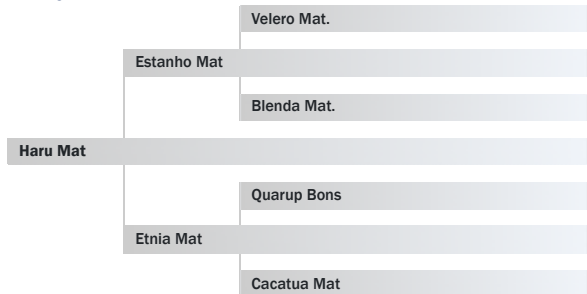 Velero Mat.
Estanho Mat
Blenda Mat.
Haru Mat
Quarup Bons
Etnia Mat
Cacatua Mat